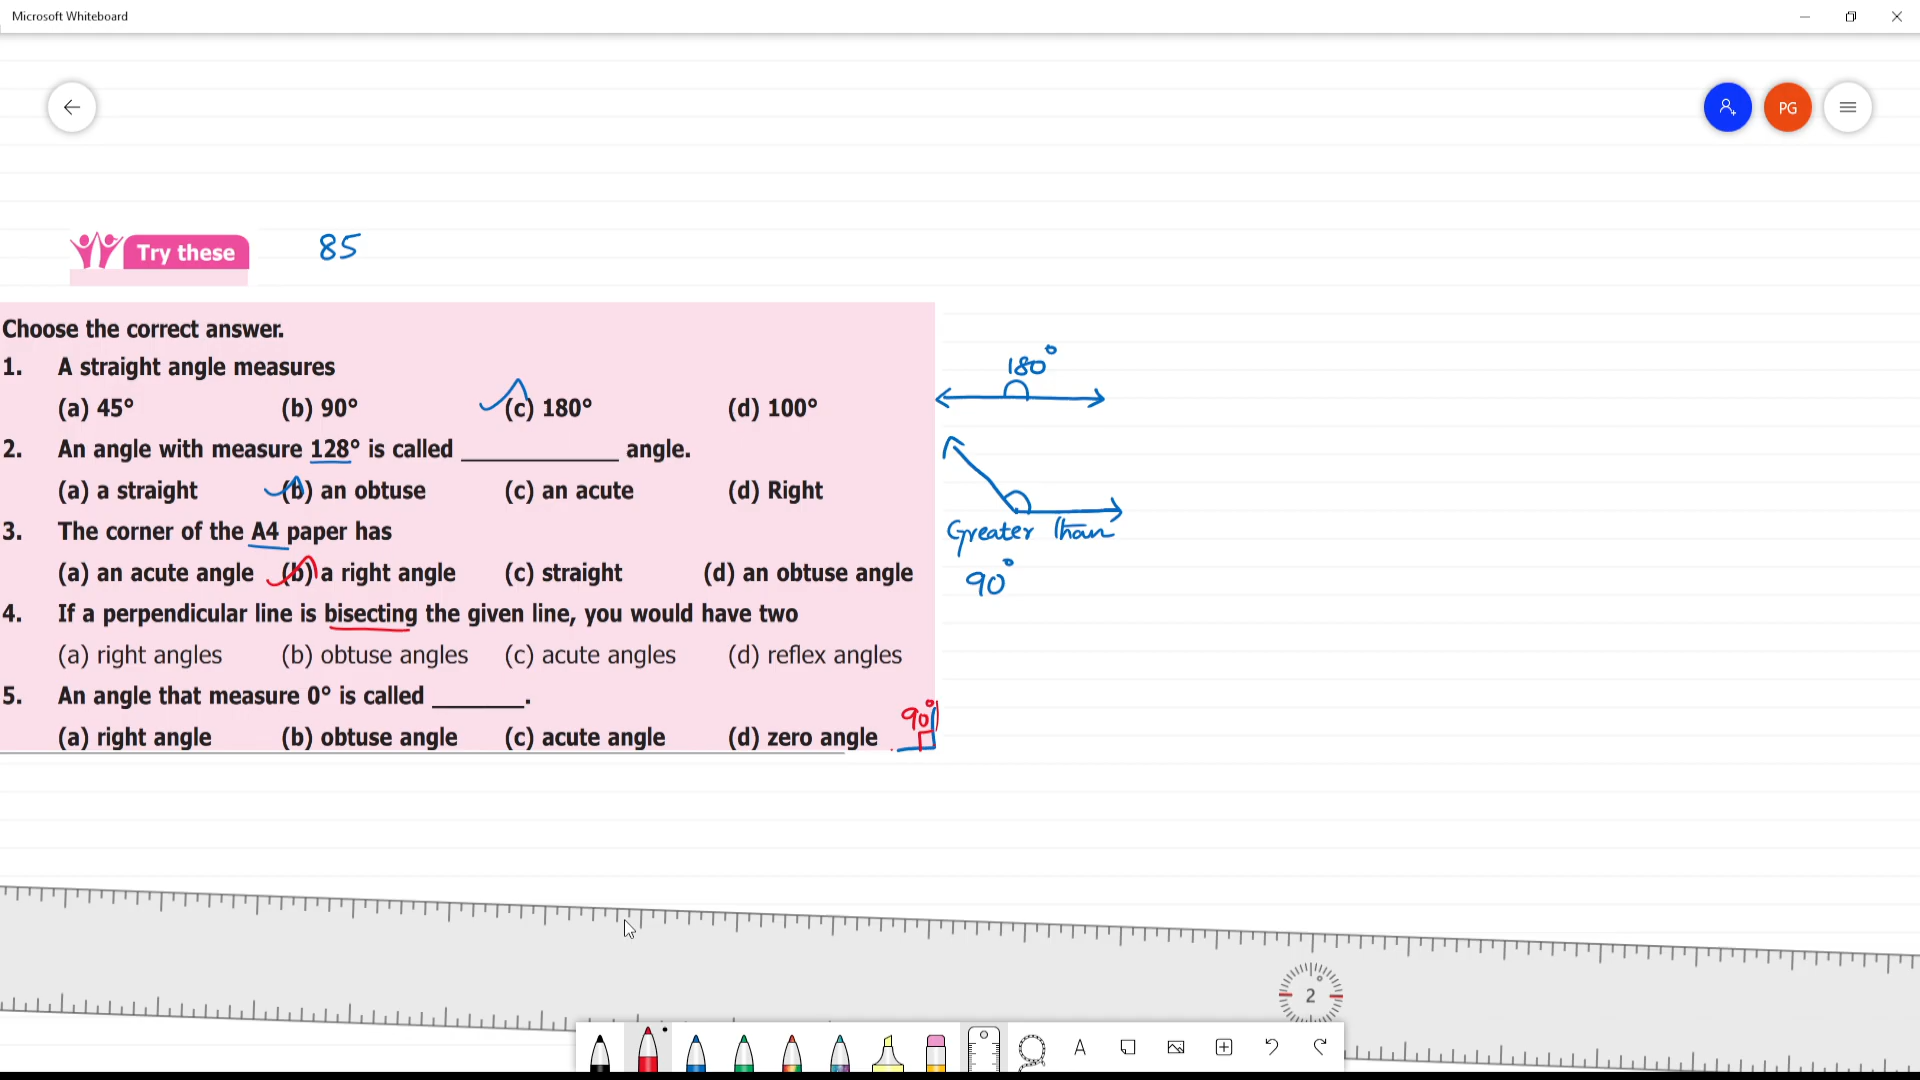 Microsoft Whiteboard
PG
Try these
85
Choose the correct answer.
1. A straight angle measures
(a) 45° (b) 90° (c) 180° (d) 100°
180°
2. An angle with measure 128° is called ____________ angle.
(a) a straight (b) an obtuse (c) an acute (d) Right
3. The corner of the A4 paper has
Greater than
(a) an acute angle (b) a right angle (c) straight (d) an obtuse angle
90°
4. If a perpendicular line is bisecting the given line, you would have two
(a) right angles (b) obtuse angles (c) acute angles (d) reflex angles
5. An angle that measure 0° is called _______.
90°
(a) right angle (b) obtuse angle (c) acute angle (d) zero angle
2°
A